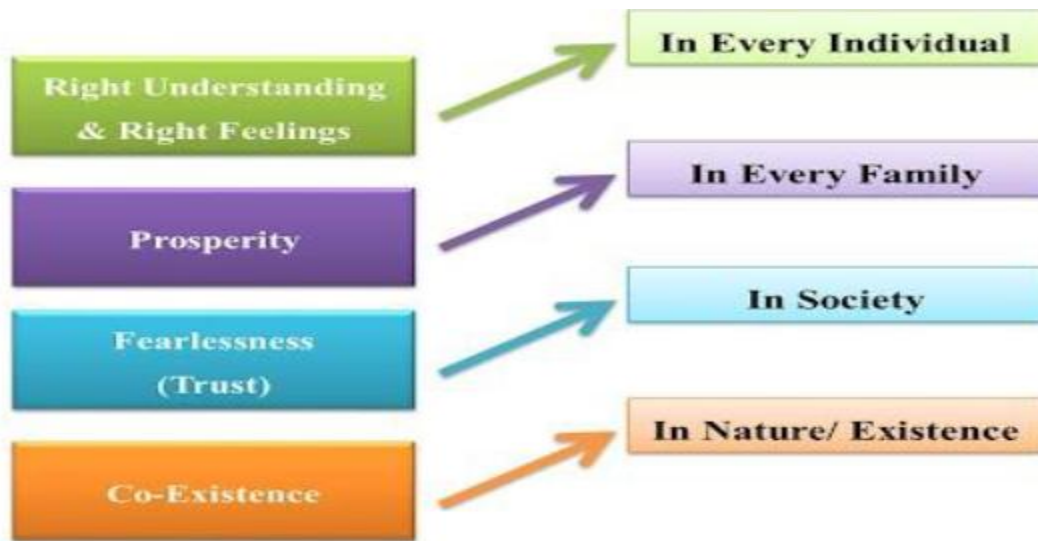 Right Understanding
& Right Feelings
In Every Individual
Prosperity
In Every Family
Fearlessness
(Trust)
In Society
Co-Existence
In Nature/ Existence